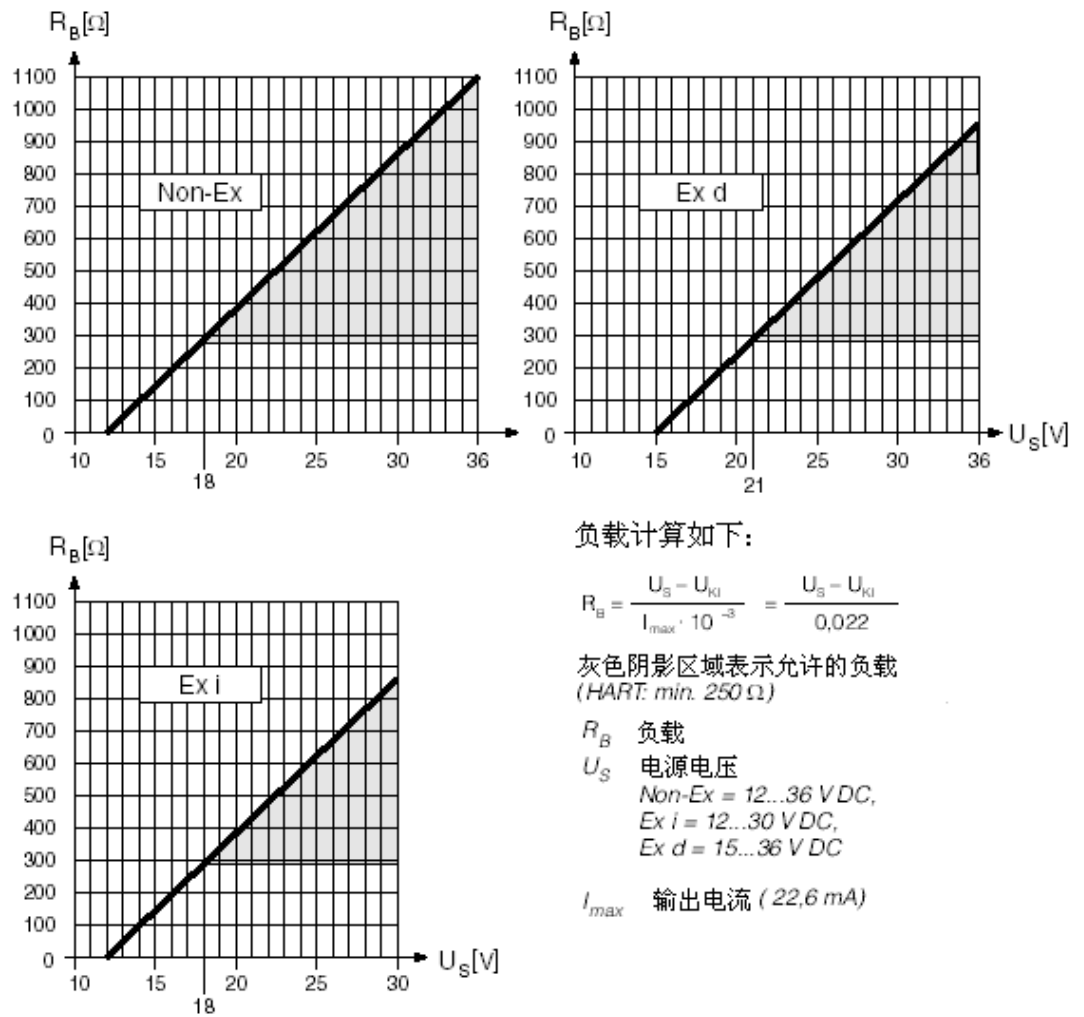 R_B[Ω]
1100
1000
900
800
700
600
500
400
300
200
100
0
Non-Ex
10 15 20 25 30 36
18
R_B[Ω]
1100
1000
900
800
700
600
500
400
300
200
100
0
Ex d
10 15 20 25 30 36
U_S[V]
21
R_B[Ω]
1100
1000
900
800
700
600
500
400
300
200
100
0
Ex i
10 15 20 25 30
U_S[V]
18
负载计算如下:
R_B = (U_S – U_Kl) / (I_max · 10⁻³) = (U_S – U_Kl) / 0,022
灰色阴影区域表示允许的负载
(HART: min. 250 Ω)
R_B 负载
U_S 电源电压
Non-Ex = 12...36 V DC,
Ex i = 12...30 V DC,
Ex d = 15...36 V DC
I_max 输出电流 ( 22,6 mA)